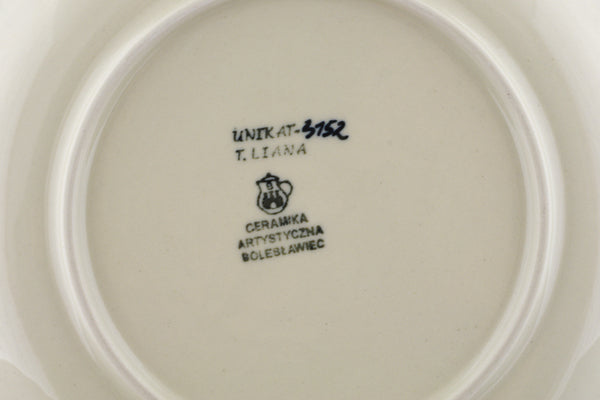 UNIKAT-3152
T. LIANA
CERAMIKA
ARTYSTYCZNA
BOLESŁAWIEC